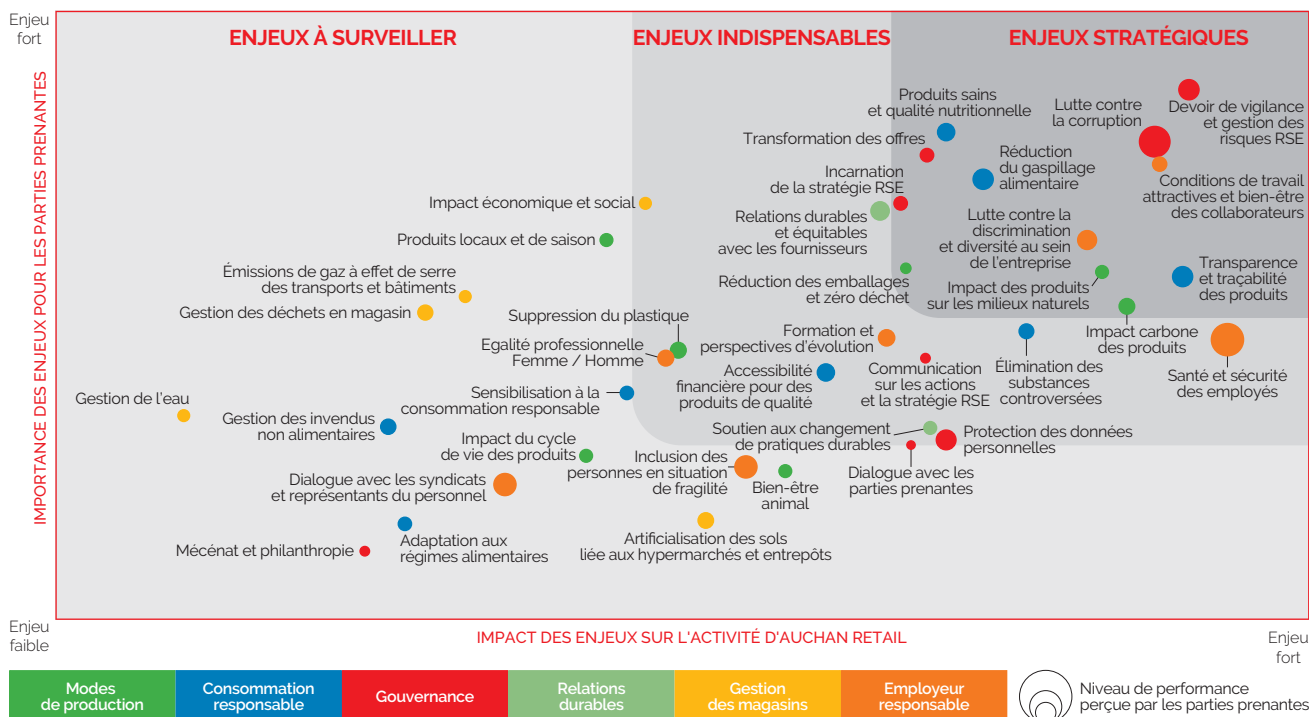 Enjeu
fort
IMPORTANCE DES ENJEUX POUR LES PARTIES PRENANTES
ENJEUX À SURVEILLER
ENJEUX INDISPENSABLES
ENJEUX STRATÉGIQUES
Produits sains
et qualité nutritionnelle
Lutte contre
la corruption
Devoir de vigilance
et gestion des
risques RSE
Transformation des offres
Réduction
du gaspillage
alimentaire
Incarnation
de la stratégie RSE
Conditions de travail
attractives et bien-être
des collaborateurs
Impact économique et social
Relations durables
et équitables
avec les fournisseurs
Lutte contre la
discrimination
et diversité au sein
de l'entreprise
Produits locaux et de saison
Émissions de gaz à effet de serre
des transports et bâtiments
Réduction des emballages
et zéro déchet
Impact des produits
sur les milieux naturels
Transparence
et traçabilité
des produits
Gestion des déchets en magasin
Suppression du plastique
Egalité professionnelle
Femme / Homme
Formation et
perspectives d'évolution
Impact carbone
des produits
Accessibilité
financière pour des
produits de qualité
Communication
sur les actions
et la stratégie RSE
Élimination des
substances
controversées
Santé et sécurité
des employés
Gestion de l'eau
Sensibilisation à la
consommation responsable
Gestion des invendus
non alimentaires
Soutien aux changement
de pratiques durables
Protection des données
personnelles
Impact du cycle
de vie des produits
Inclusion des
personnes en situation
de fragilité
Dialogue avec les
parties prenantes
Dialogue avec les syndicats
et représentants du personnel
Bien-être
animal
Mécénat et philanthropie
Adaptation aux
régimes alimentaires
Artificialisation des sols
liée aux hypermarchés et entrepôts
Enjeu
faible
IMPACT DES ENJEUX SUR L'ACTIVITÉ D'AUCHAN RETAIL
Enjeu
fort
Modes
de production
Consommation
responsable
Gouvernance
Relations
durables
Gestion
des magasins
Employeur
responsable
Niveau de performance
perçue par les parties prenantes